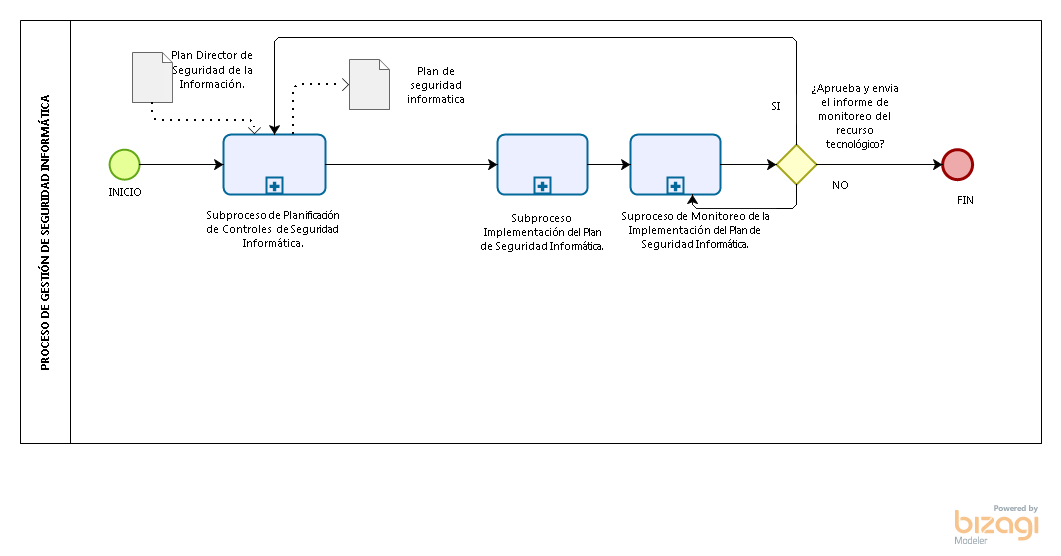 PROCESO DE GESTIÓN DE SEGURIDAD INFORMÁTICA
Plan Director de
Seguridad de la
Información.
Plan de
seguridad
informatica
¿Aprueba y envia
el informe de
monitoreo del
recurso
tecnológico?
SI
NO
INICIO
FIN
Subproceso de Planificación
de Controles de Seguridad
Informática.
Subproceso
Implementación del Plan
de Seguridad Informática.
Suproceso de Monitoreo de la
Implementación del Plan de
Seguridad Informática.
Powered by
bizagi
Modeler